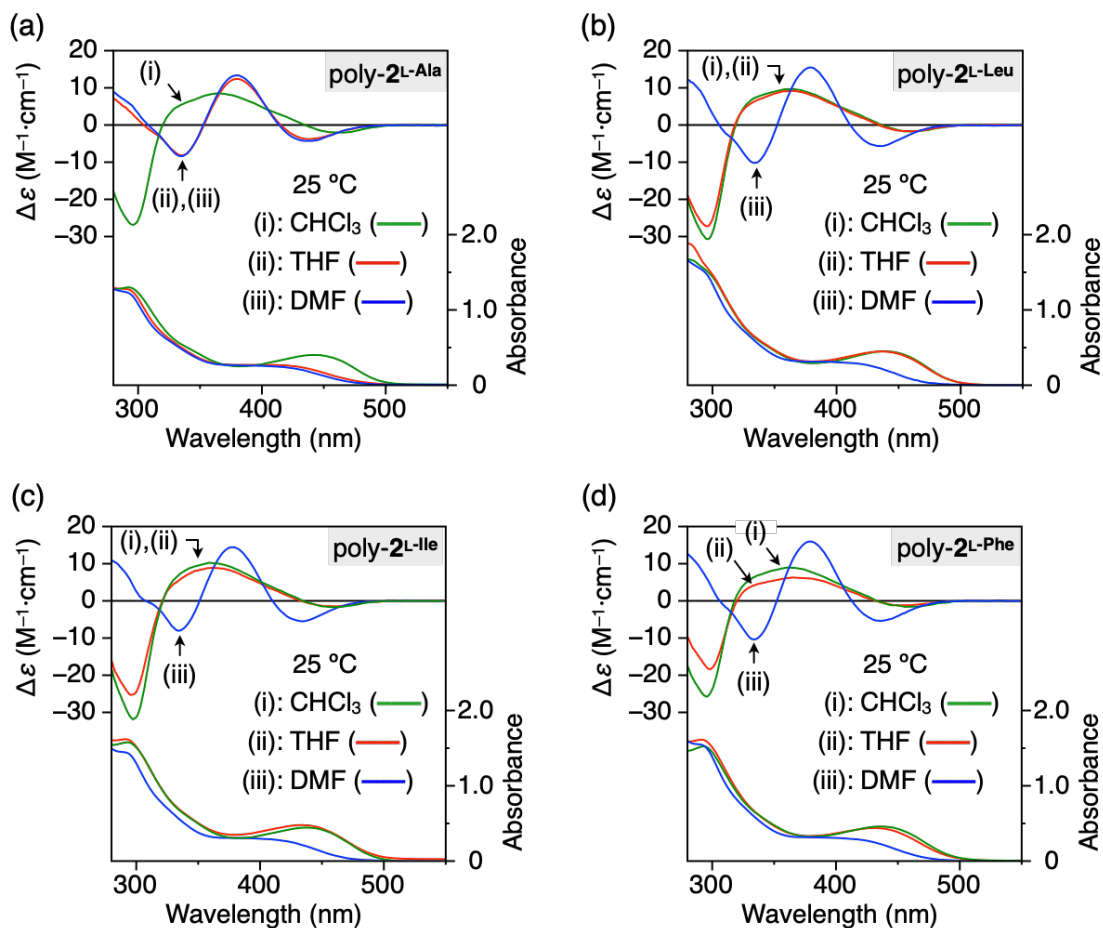 (a)
poly-2L-Ala
(i)
(ii),(iii)
25 ºC
(i): CHCl₃ (—)
(ii): THF (—)
(iii): DMF (—)
20
10
0
−10
−20
−30
Δε (M⁻¹·cm⁻¹)
2.0
1.0
0
Absorbance
300
400
500
Wavelength (nm)
(b)
poly-2L-Leu
(i),(ii)
(iii)
25 ºC
(i): CHCl₃ (—)
(ii): THF (—)
(iii): DMF (—)
20
10
0
−10
−20
−30
Δε (M⁻¹·cm⁻¹)
2.0
1.0
0
Absorbance
300
400
500
Wavelength (nm)
(c)
poly-2L-Ile
(i),(ii)
(iii)
25 ºC
(i): CHCl₃ (—)
(ii): THF (—)
(iii): DMF (—)
20
10
0
−10
−20
−30
Δε (M⁻¹·cm⁻¹)
2.0
1.0
0
Absorbance
300
400
500
Wavelength (nm)
(d)
poly-2L-Phe
(i)
(ii)
(iii)
25 ºC
(i): CHCl₃ (—)
(ii): THF (—)
(iii): DMF (—)
20
10
0
−10
−20
−30
Δε (M⁻¹·cm⁻¹)
2.0
1.0
0
Absorbance
300
400
500
Wavelength (nm)